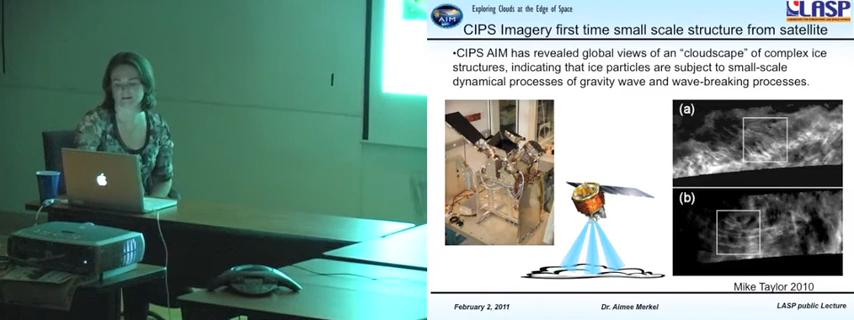 Exploring Clouds at the Edge of Space
AIM
LASP
CIPS Imagery first time small scale structure from satellite
•CIPS AIM has revealed global views of an “cloudscape” of complex ice
structures, indicating that ice particles are subject to small-scale
dynamical processes of gravity wave and wave-breaking processes.
(a)
(b)
Mike Taylor 2010
February 2, 2011
Dr. Aimee Merkel
LASP public Lecture